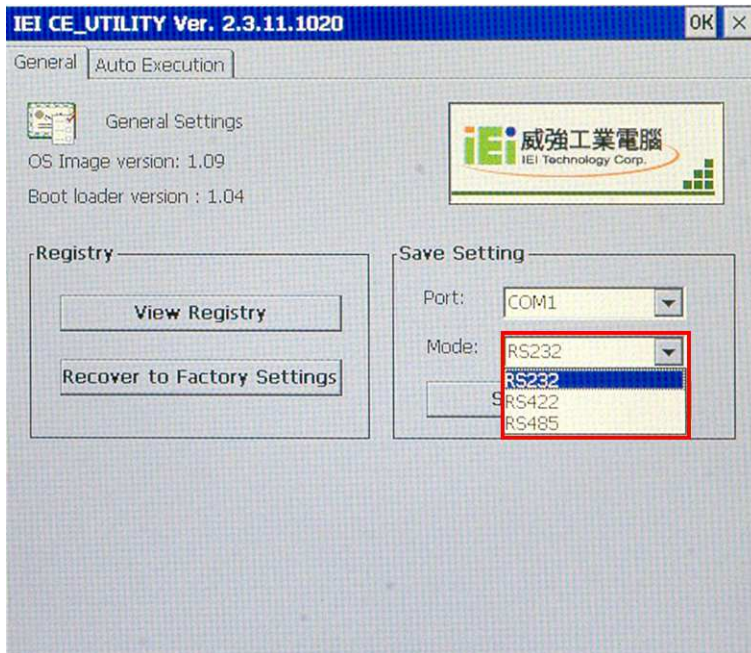 IEI CE_UTILITY Ver. 2.3.11.1020 OK ×
General Auto Execution
General Settings
OS Image version: 1.09
Boot loader version : 1.04
iEi 威強工業電腦
IEI Technology Corp.
Registry
View Registry
Recover to Factory Settings
Save Setting
Port: COM1
Mode: RS232
RS232
RS422
RS485